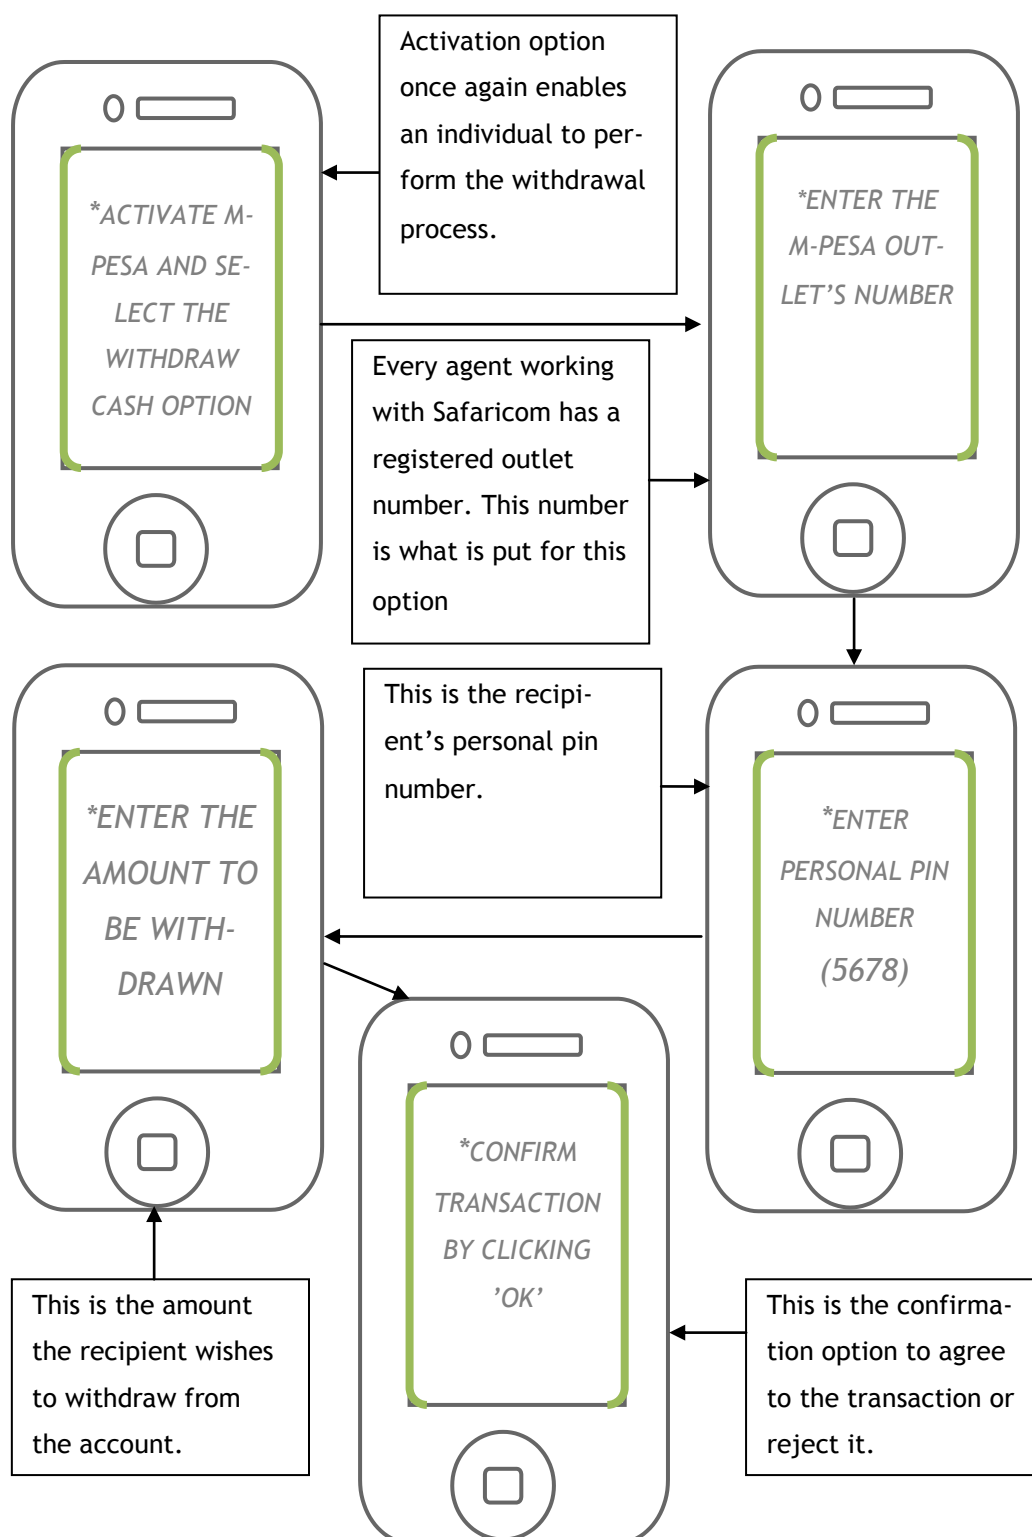 Activation option
once again enables
an individual to per-
form the withdrawal
process.
*ACTIVATE M-
PESA AND SE-
LECT THE
WITHDRAW
CASH OPTION
*ENTER THE
M-PESA OUT-
LET’S NUMBER
Every agent working
with Safaricom has a
registered outlet
number. This number
is what is put for this
option
This is the recipi-
ent’s personal pin
number.
*ENTER
PERSONAL PIN
NUMBER
(5678)
*ENTER THE
AMOUNT TO
BE WITH-
DRAWN
*CONFIRM
TRANSACTION
BY CLICKING
’OK’
This is the amount
the recipient wishes
to withdraw from
the account.
This is the confirma-
tion option to agree
to the transaction or
reject it.